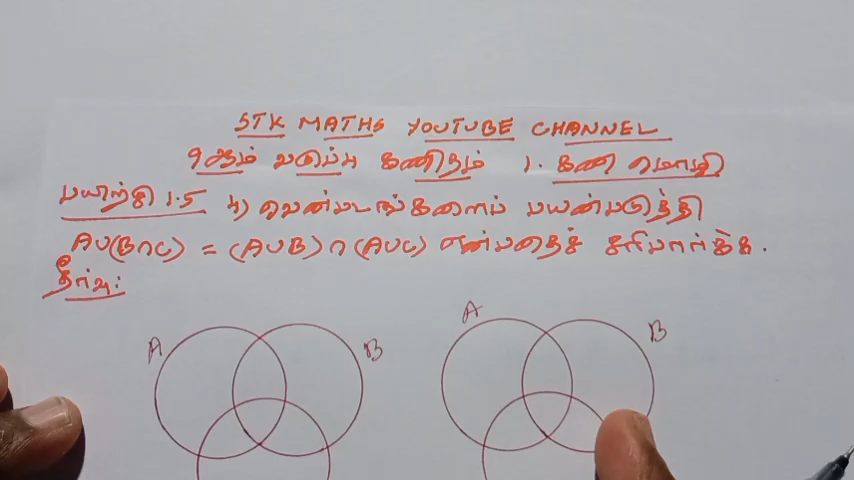 STK MATHS YOUTUBE CHANNEL
9ஆம் வகுப்பு கணிதம் 1. கண மொழி
பயிற்சி 1.5 4) வென்படங்களைப் பயன்படுத்தி
A∪(B∩C) = (A∪B)∩(A∪C) என்பதைச் சரிபார்க்க.
தீர்வு:
A B A B